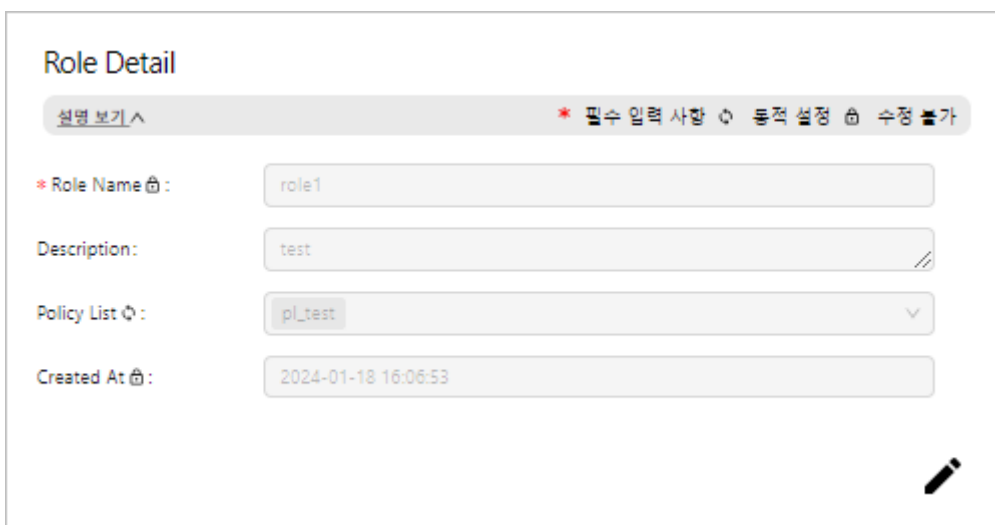 Role Detail
설명 보기 * 필수 입력 사항 동적 설정 수정 불가
* Role Name : role1
Description: test
Policy List : pl_test
Created At : 2024-01-18 16:06:53